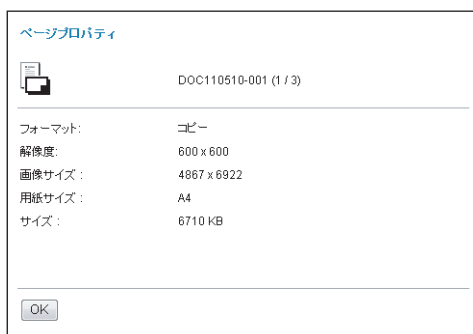 ページプロパティ
DOC110510-001 (1 / 3)
フォーマット: コピー
解像度: 600 x 600
画像サイズ : 4867 x 6922
用紙サイズ : A4
サイズ : 6710 KB
OK